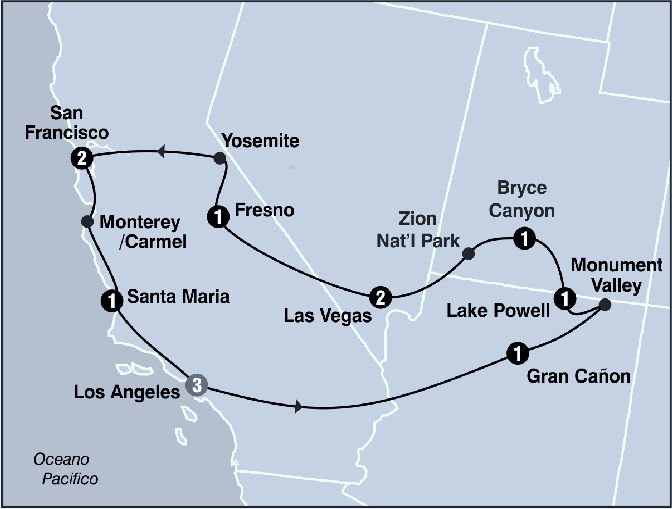 San
Francisco
2
Yosemite
Monterey
/Carmel
1
Fresno
Bryce
Canyon
1
Zion
Nat'l Park
Monument
Valley
1
Santa Maria
Las Vegas
2
Lake Powell
1
1
Gran Cañon
Los Angeles
3
Oceano
Pacifico